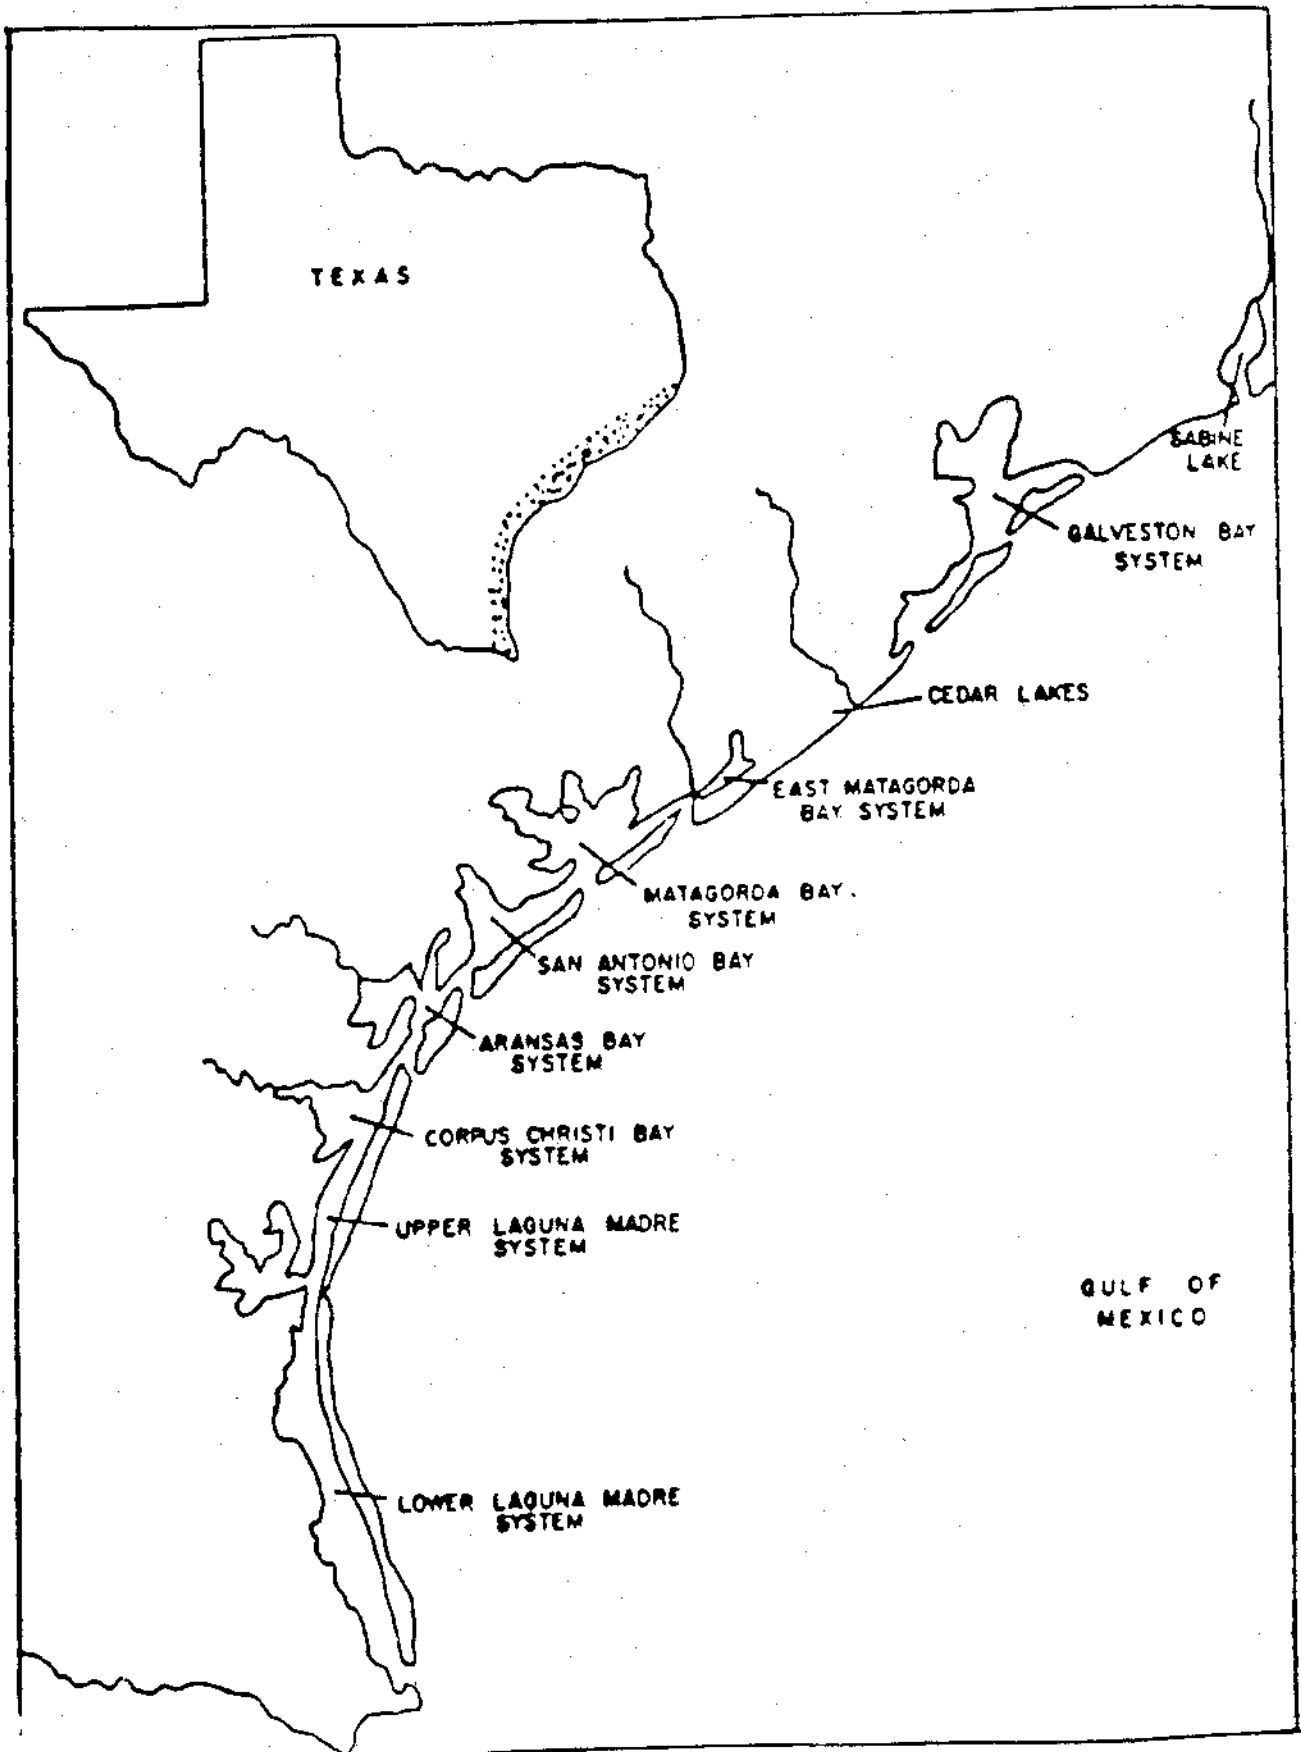 TEXAS
SABINE
LAKE
GALVESTON BAY
SYSTEM
CEDAR LAKES
EAST MATAGORDA
BAY SYSTEM
MATAGORDA BAY
SYSTEM
SAN ANTONIO BAY
SYSTEM
ARANSAS BAY
SYSTEM
CORPUS CHRISTI BAY
SYSTEM
UPPER LAGUNA MADRE
SYSTEM
GULF OF
MEXICO
LOWER LAGUNA MADRE
SYSTEM